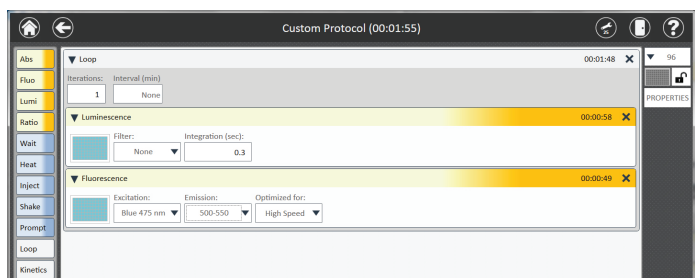 Custom Protocol (00:01:55)
Abs
Fluo
Lumi
Ratio
Wait
Heat
Inject
Shake
Prompt
Loop
Kinetics
Loop 00:01:48
Iterations: Interval (min)
1 None
Luminescence 00:00:58
Filter: Integration (sec):
None 0.3
Fluorescence 00:00:49
Excitation: Emission: Optimized for:
Blue 475 nm 500-550 High Speed
96
PROPERTIES